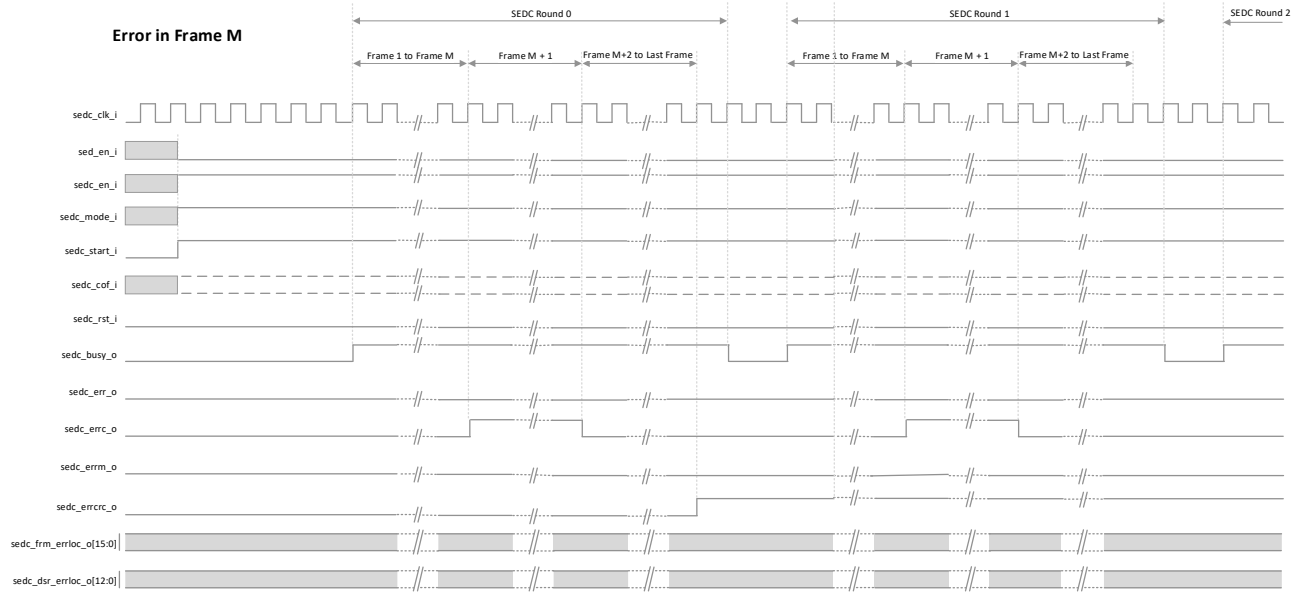 SEDC Round 0
SEDC Round 1
SEDC Round 2
Error in Frame M
Frame 1 to Frame M
Frame M + 1
Frame M+2 to Last Frame
Frame 1 to Frame M
Frame M + 1
Frame M+2 to Last Frame
sedc_clk_i
sed_en_i
sedc_en_i
sedc_mode_i
sedc_start_i
sedc_cof_i
sedc_rst_i
sedc_busy_o
sedc_err_o
sedc_errc_o
sedc_errm_o
sedc_errcrc_o
sedc_frm_errloc_o[15:0]
sedc_dsr_errloc_o[12:0]